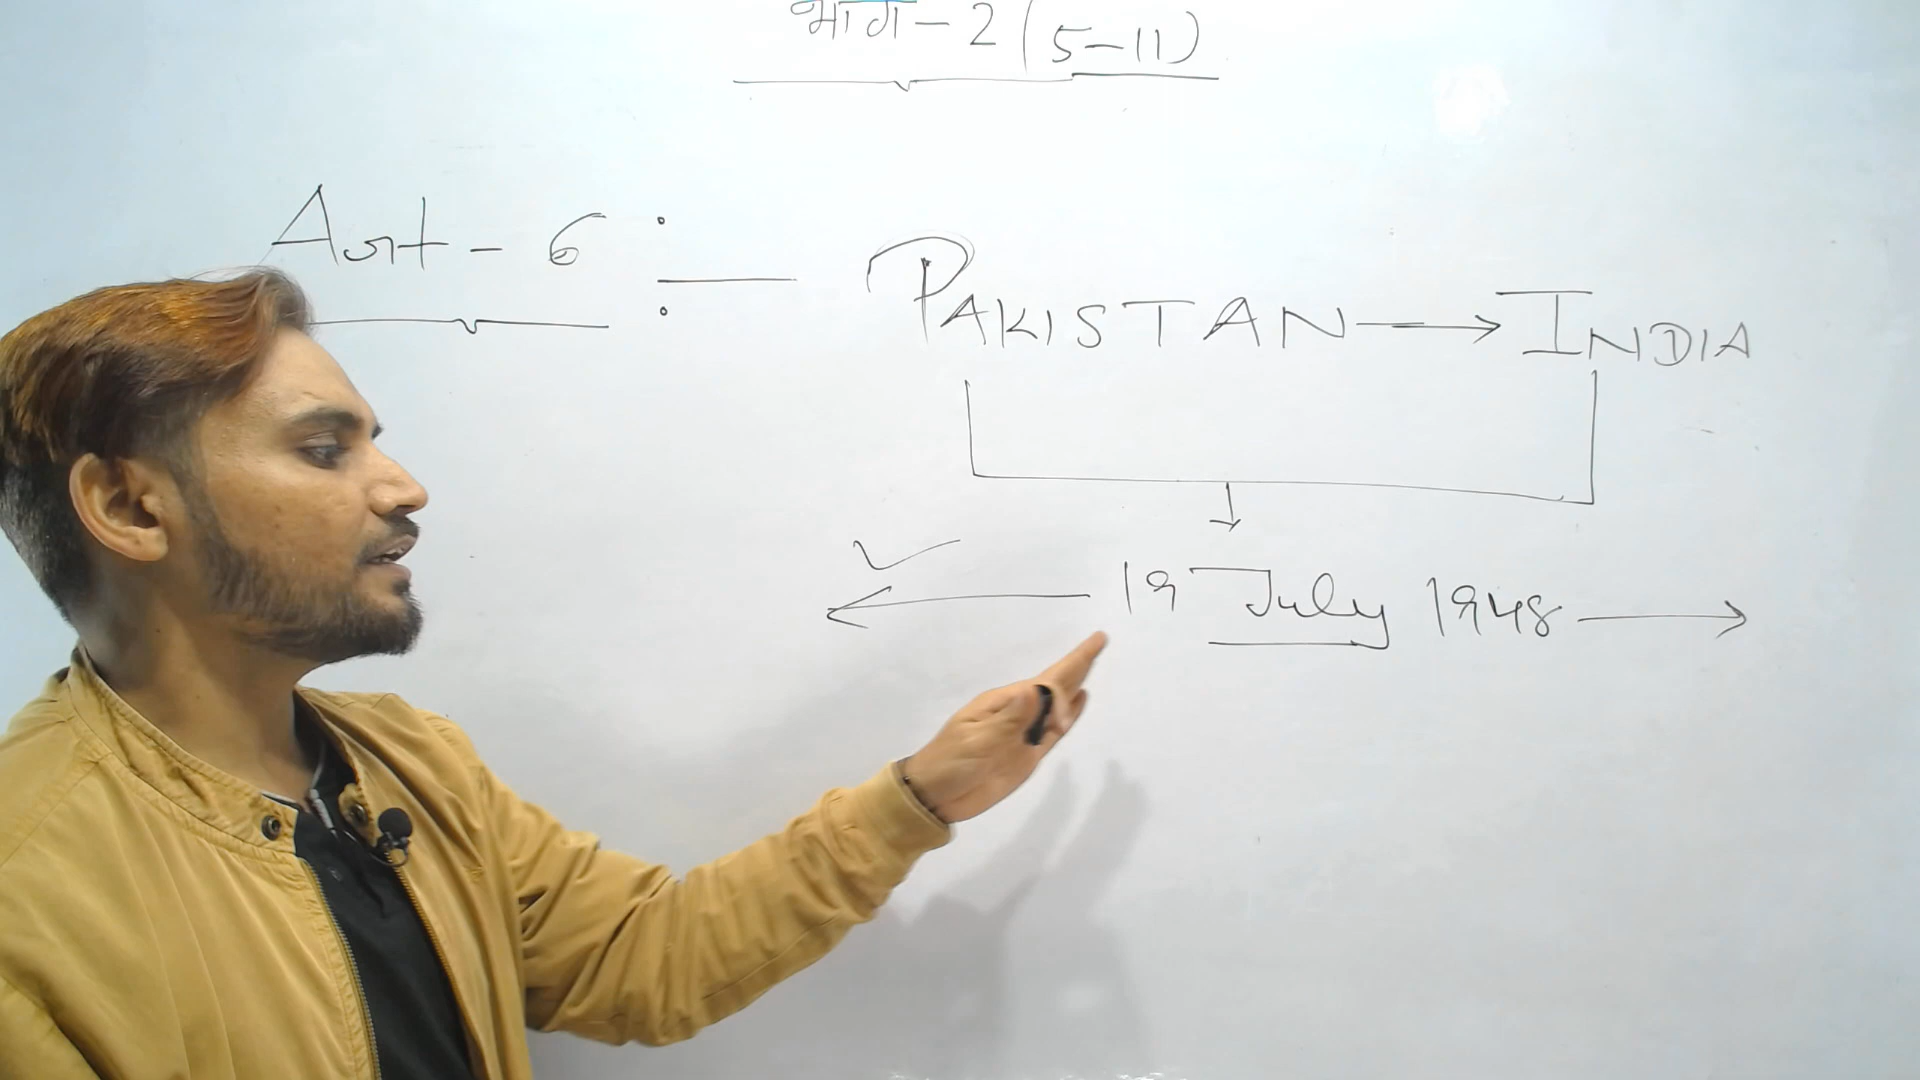 भाग - 2 (5-11)
Art - 6 :- PAKISTAN → INDIA
19 July 1948